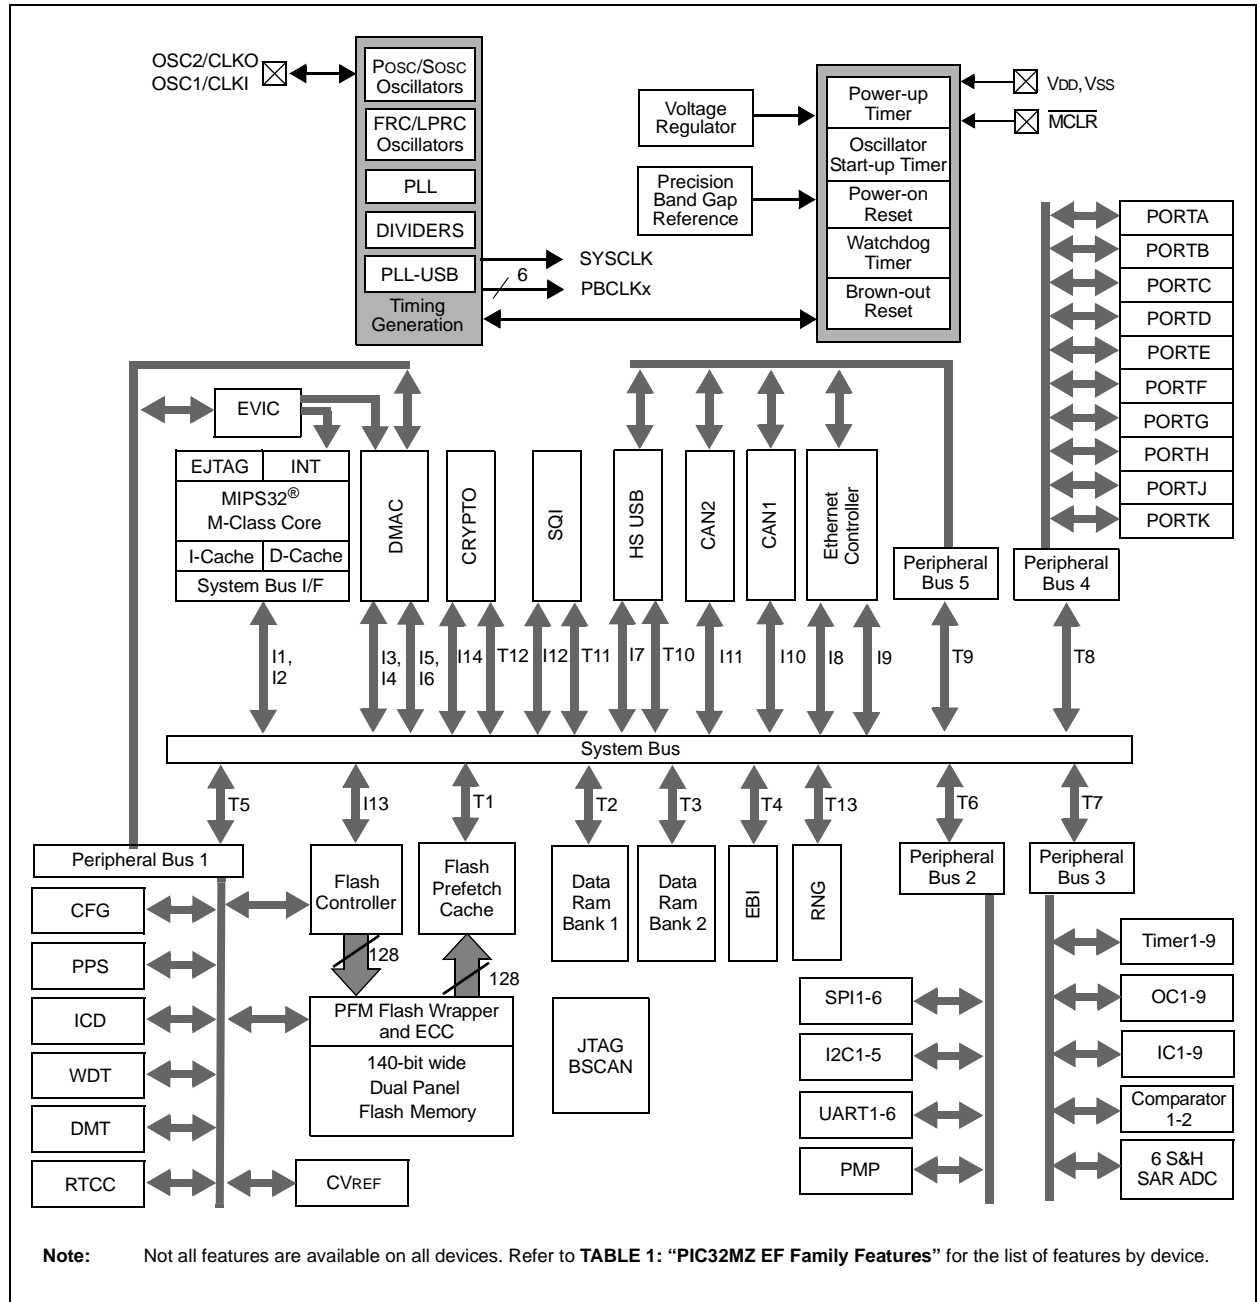 OSC2/CLKO
OSC1/CLKI
POSC/SOSC
Oscillators
FRC/LPRC
Oscillators
PLL
DIVIDERS
PLL-USB
Timing
Generation
6
SYSCLK
PBCLKx
Voltage
Regulator
Precision
Band Gap
Reference
Power-up
Timer
Oscillator
Start-up Timer
Power-on
Reset
Watchdog
Timer
Brown-out
Reset
VDD, VSS
MCLR
PORTA
PORTB
PORTC
PORTD
PORTE
PORTF
PORTG
PORTH
PORTJ
PORTK
EVIC
EJTAG
INT
MIPS32®
M-Class Core
I-Cache
D-Cache
System Bus I/F
DMAC
CRYPTO
SQI
HS USB
CAN2
CAN1
Ethernet
Controller
Peripheral
Bus 5
Peripheral
Bus 4
I1,
I2
I3,
I4
I5,
I6
I14
T12
I12
T11
I7
T10
I11
I10
I8
I9
T9
T8
System Bus
T5
I13
T1
T2
T3
T4
T13
T6
T7
Peripheral Bus 1
Flash
Controller
Flash
Prefetch
Cache
Data
Ram
Bank 1
Data
Ram
Bank 2
EBI
RNG
Peripheral
Bus 2
Peripheral
Bus 3
CFG
PPS
ICD
WDT
DMT
RTCC
128
128
PFM Flash Wrapper
and ECC
140-bit wide
Dual Panel
Flash Memory
CVREF
JTAG
BSCAN
SPI1-6
I2C1-5
UART1-6
PMP
Timer1-9
OC1-9
IC1-9
Comparator
1-2
6 S&H
SAR ADC
Note: Not all features are available on all devices. Refer to TABLE 1: “PIC32MZ EF Family Features” for the list of features by device.